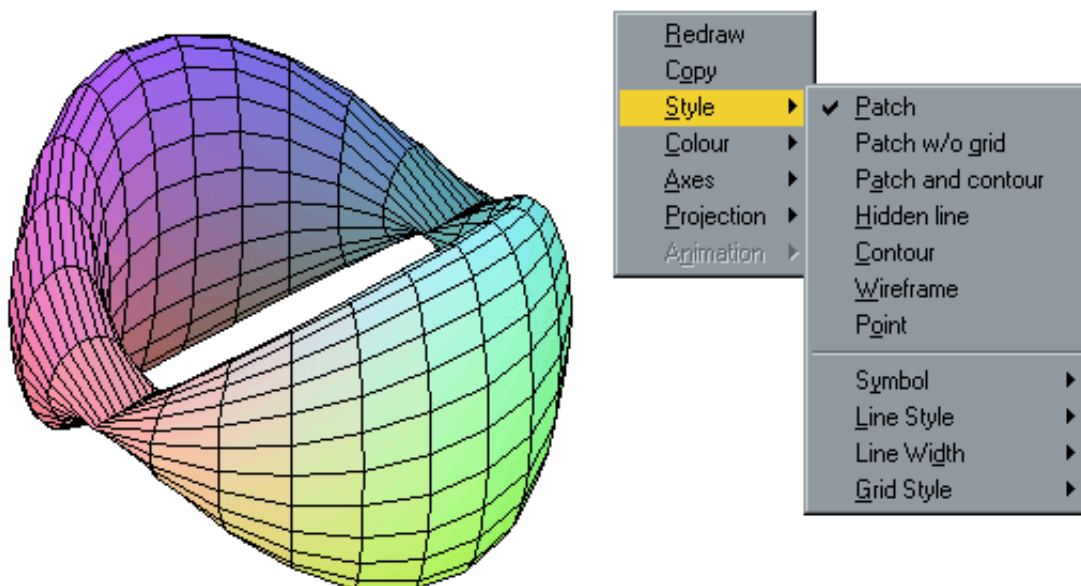 Redraw
Copy
Style
Colour
Axes
Projection
Animation
Patch
Patch w/o grid
Patch and contour
Hidden line
Contour
Wireframe
Point
Symbol
Line Style
Line Width
Grid Style